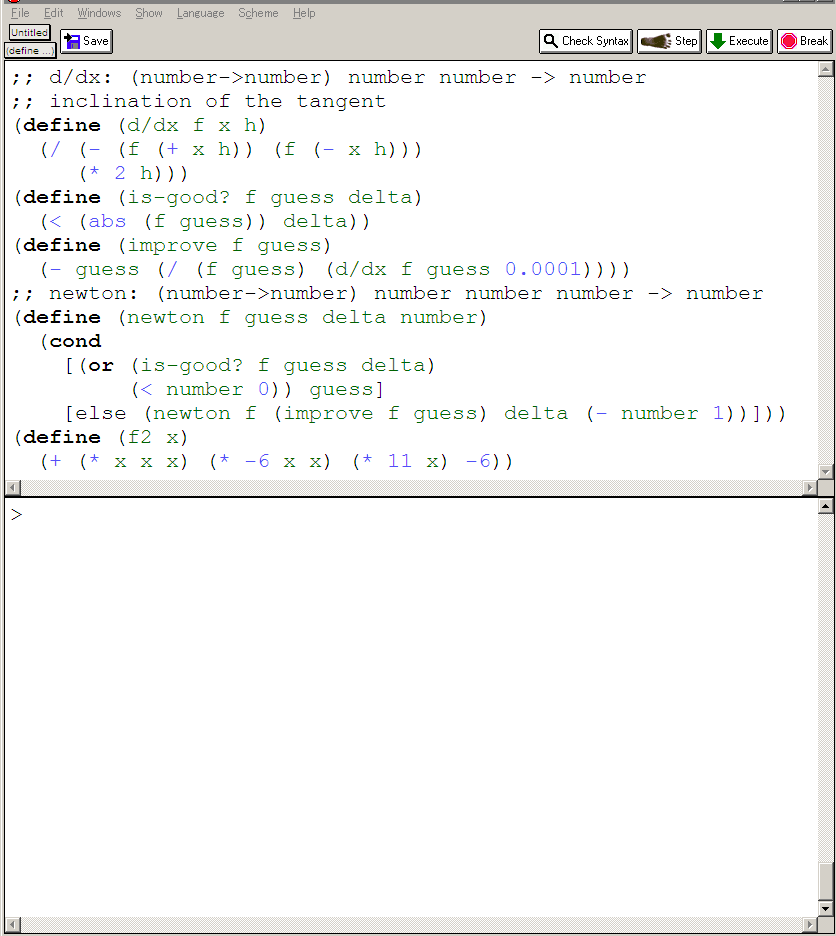 File Edit Windows Show Language Scheme Help
Untitled
(define ...) Save Check Syntax Step Execute Break
;; d/dx: (number->number) number number -> number
;; inclination of the tangent
(define (d/dx f x h)
  (/ (- (f (+ x h)) (f (- x h)))
     (* 2 h)))
(define (is-good? f guess delta)
  (< (abs (f guess)) delta))
(define (improve f guess)
  (- guess (/ (f guess) (d/dx f guess 0.0001))))
;; newton: (number->number) number number number -> number
(define (newton f guess delta number)
  (cond
    [(or (is-good? f guess delta)
         (< number 0)) guess]
    [else (newton f (improve f guess) delta (- number 1))]))
(define (f2 x)
  (+ (* x x x) (* -6 x x) (* 11 x) -6))
>